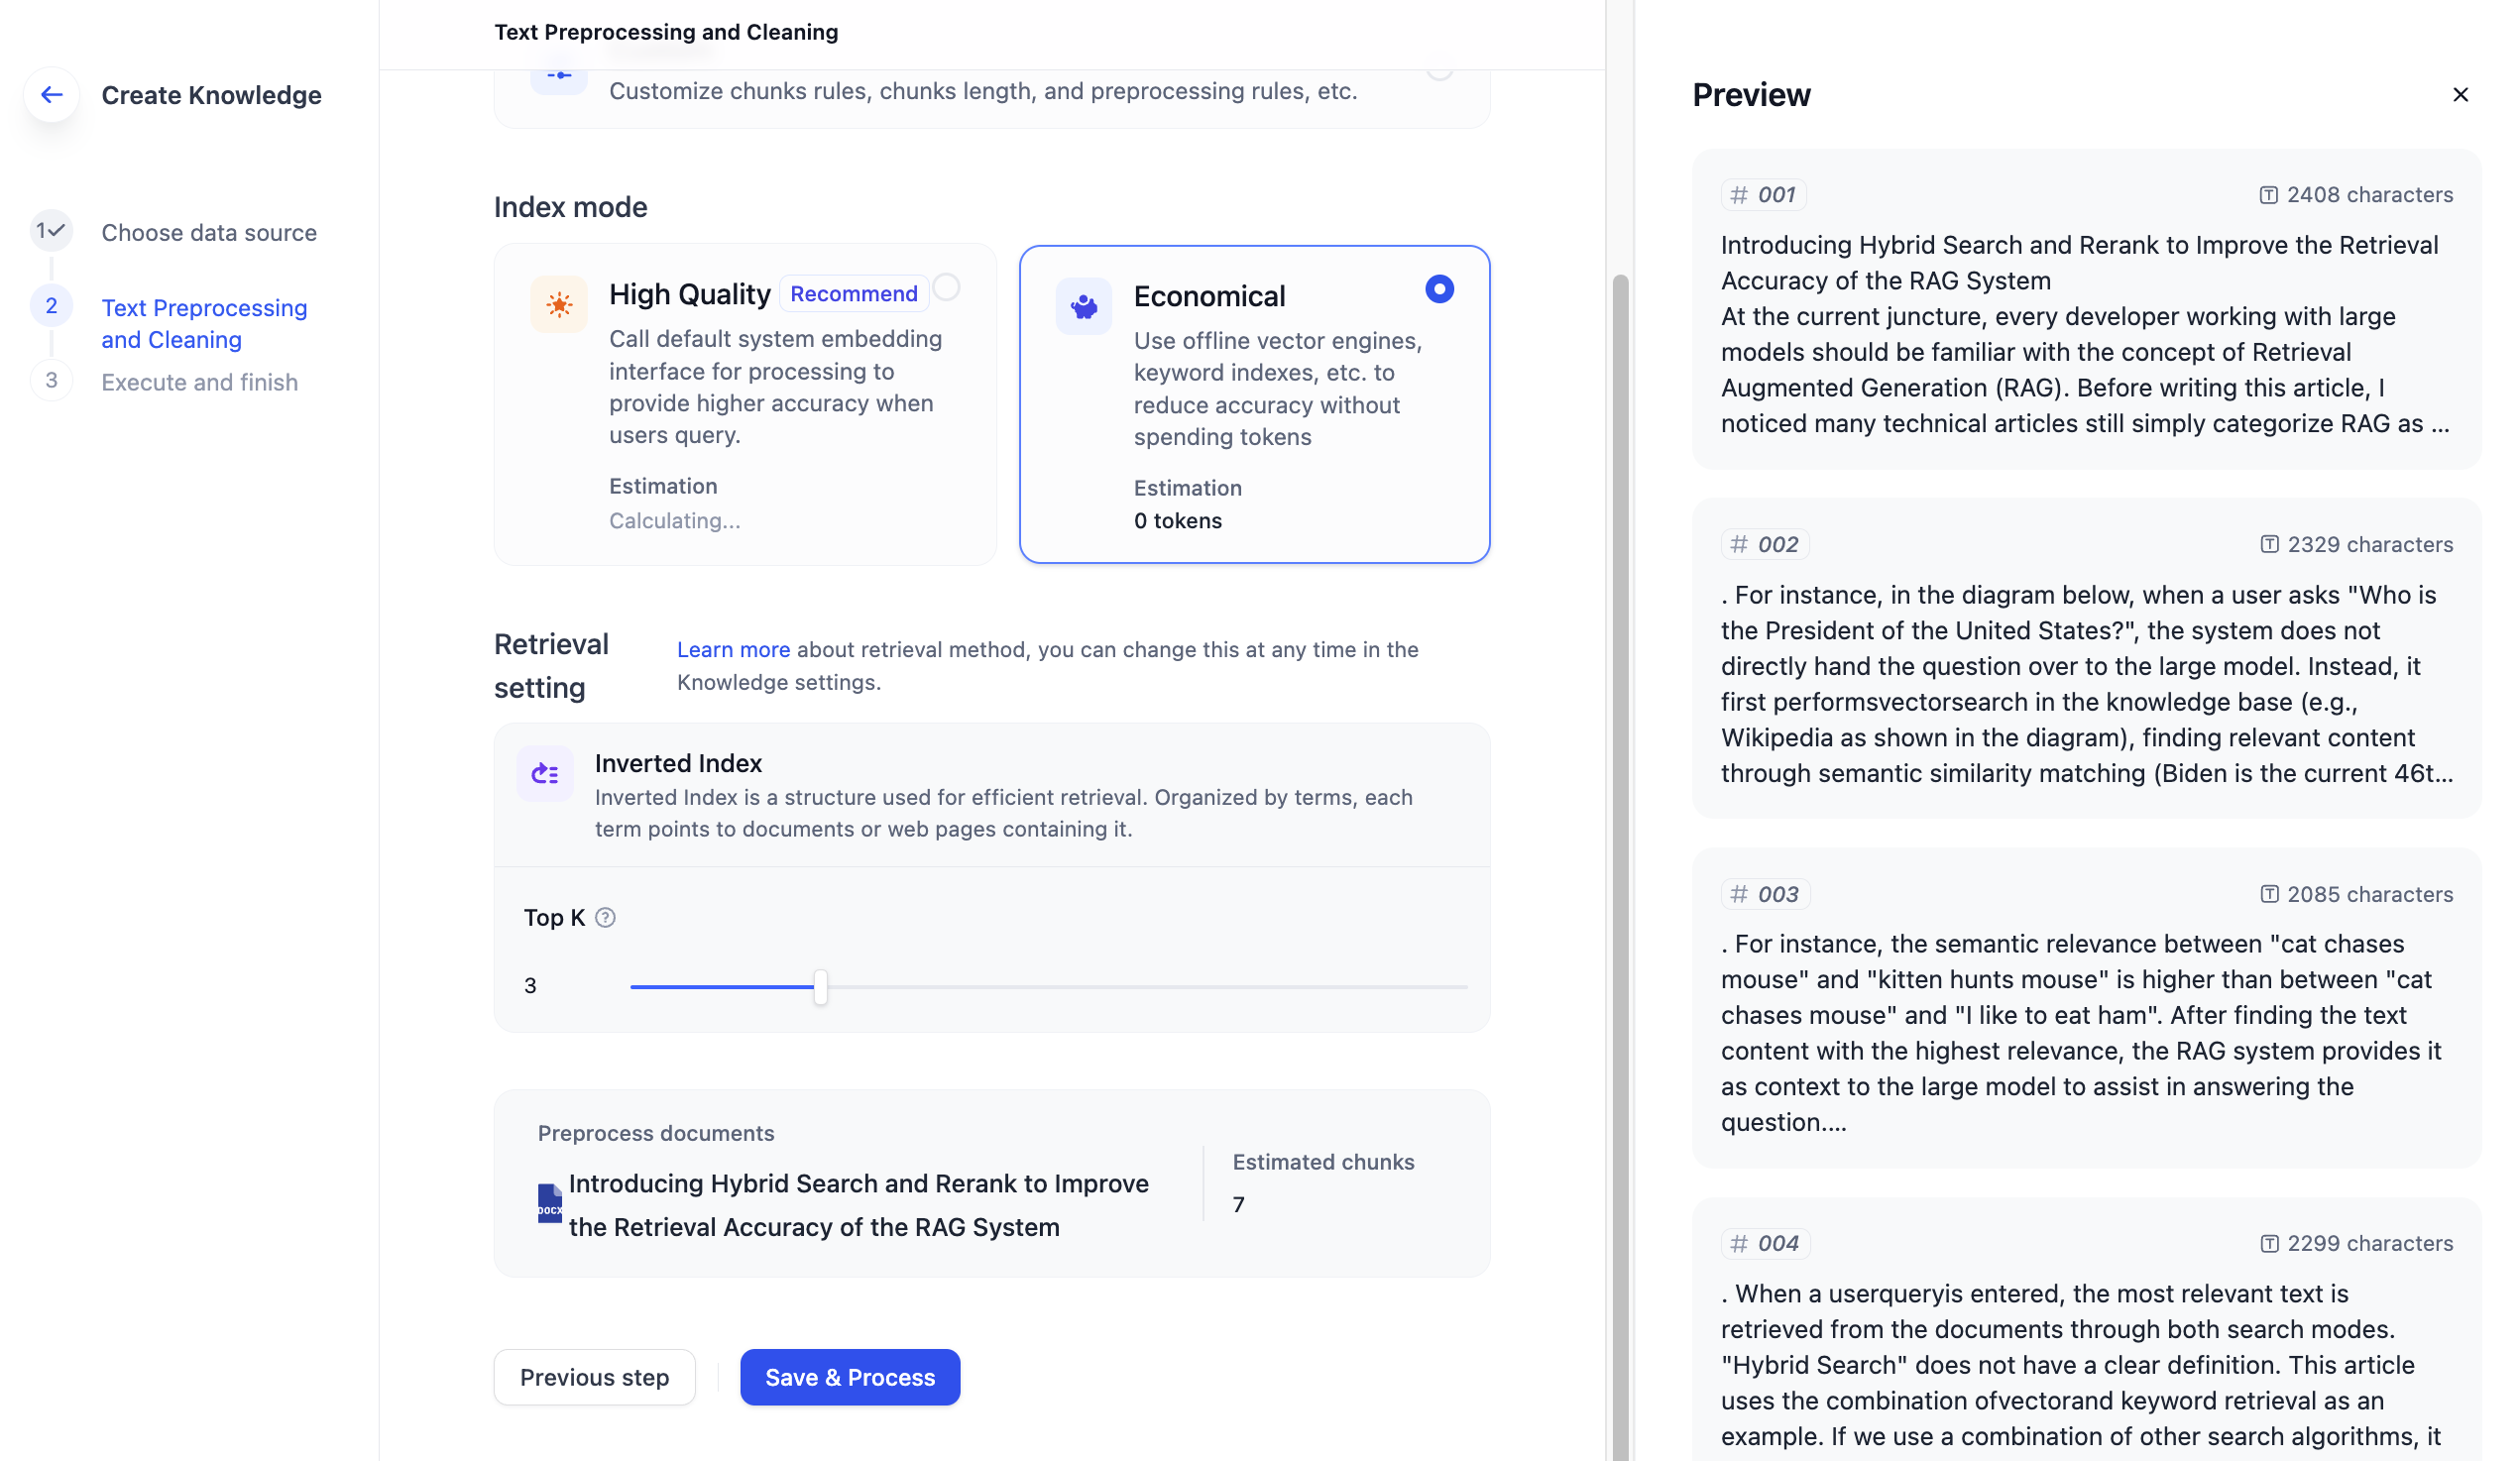 Create Knowledge
1
Choose data source
2
Text Preprocessing
and Cleaning
3
Execute and finish
Text Preprocessing and Cleaning
Customize chunks rules, chunks length, and preprocessing rules, etc.
Index mode
High Quality Recommend
Call default system embedding
interface for processing to
provide higher accuracy when
users query.
Estimation
Calculating...
Economical
Use offline vector engines,
keyword indexes, etc. to
reduce accuracy without
spending tokens
Estimation
0 tokens
Retrieval
setting
Learn more about retrieval method, you can change this at any time in the
Knowledge settings.
Inverted Index
Inverted Index is a structure used for efficient retrieval. Organized by terms, each
term points to documents or web pages containing it.
Top K ?
3
Preprocess documents
DOCX
Introducing Hybrid Search and Rerank to Improve
the Retrieval Accuracy of the RAG System
Estimated chunks
7
Previous step
Save & Process
Preview
# 001
T 2408 characters
Introducing Hybrid Search and Rerank to Improve the Retrieval
Accuracy of the RAG System
At the current juncture, every developer working with large
models should be familiar with the concept of Retrieval
Augmented Generation (RAG). Before writing this article, I
noticed many technical articles still simply categorize RAG as ...
# 002
T 2329 characters
. For instance, in the diagram below, when a user asks "Who is
the President of the United States?", the system does not
directly hand the question over to the large model. Instead, it
first performsvectorsearch in the knowledge base (e.g.,
Wikipedia as shown in the diagram), finding relevant content
through semantic similarity matching (Biden is the current 46t...
# 003
T 2085 characters
. For instance, the semantic relevance between "cat chases
mouse" and "kitten hunts mouse" is higher than between "cat
chases mouse" and "I like to eat ham". After finding the text
content with the highest relevance, the RAG system provides it
as context to the large model to assist in answering the
question....
# 004
T 2299 characters
. When a userqueryis entered, the most relevant text is
retrieved from the documents through both search modes.
"Hybrid Search" does not have a clear definition. This article
uses the combination ofvectorand keyword retrieval as an
example. If we use a combination of other search algorithms, it